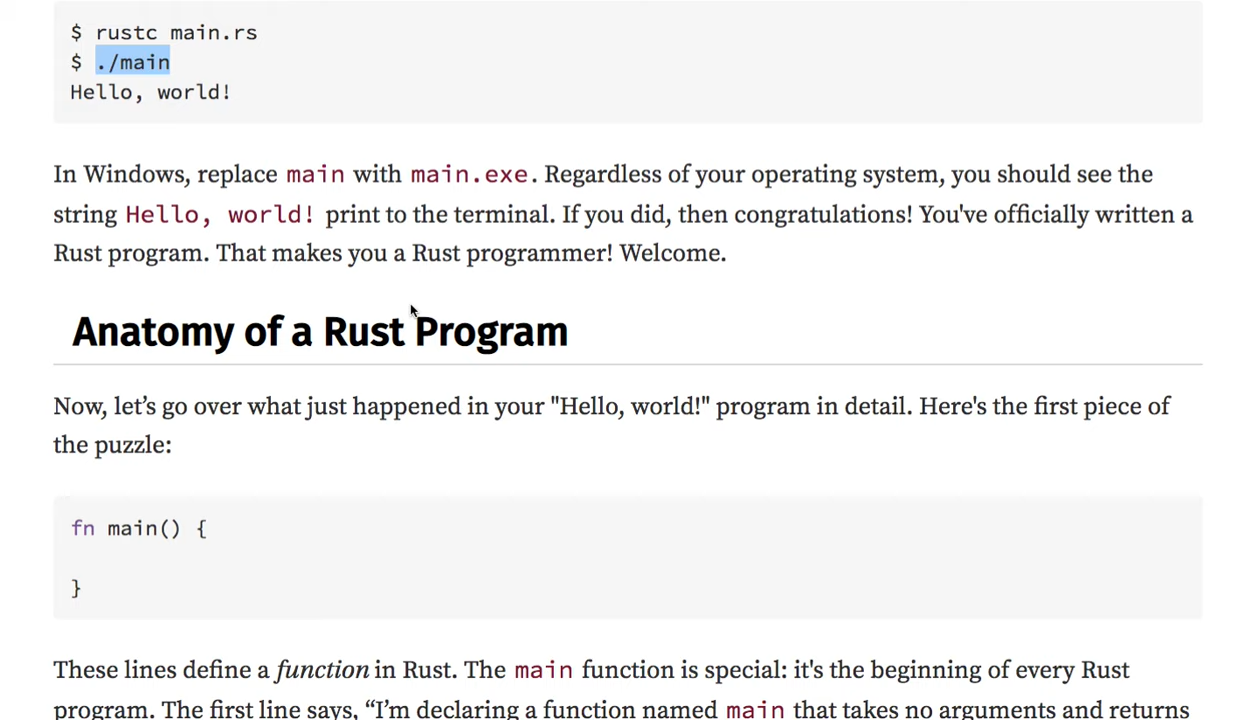 $ rustc main.rs
$ ./main
Hello, world!
In Windows, replace main with main.exe. Regardless of your operating system, you should see the
string Hello, world! print to the terminal. If you did, then congratulations! You've officially written a
Rust program. That makes you a Rust programmer! Welcome.
Anatomy of a Rust Program
Now, let’s go over what just happened in your "Hello, world!" program in detail. Here's the first piece of
the puzzle:
fn main() {
}
These lines define a function in Rust. The main function is special: it's the beginning of every Rust
program. The first line says, “I’m declaring a function named main that takes no arguments and returns